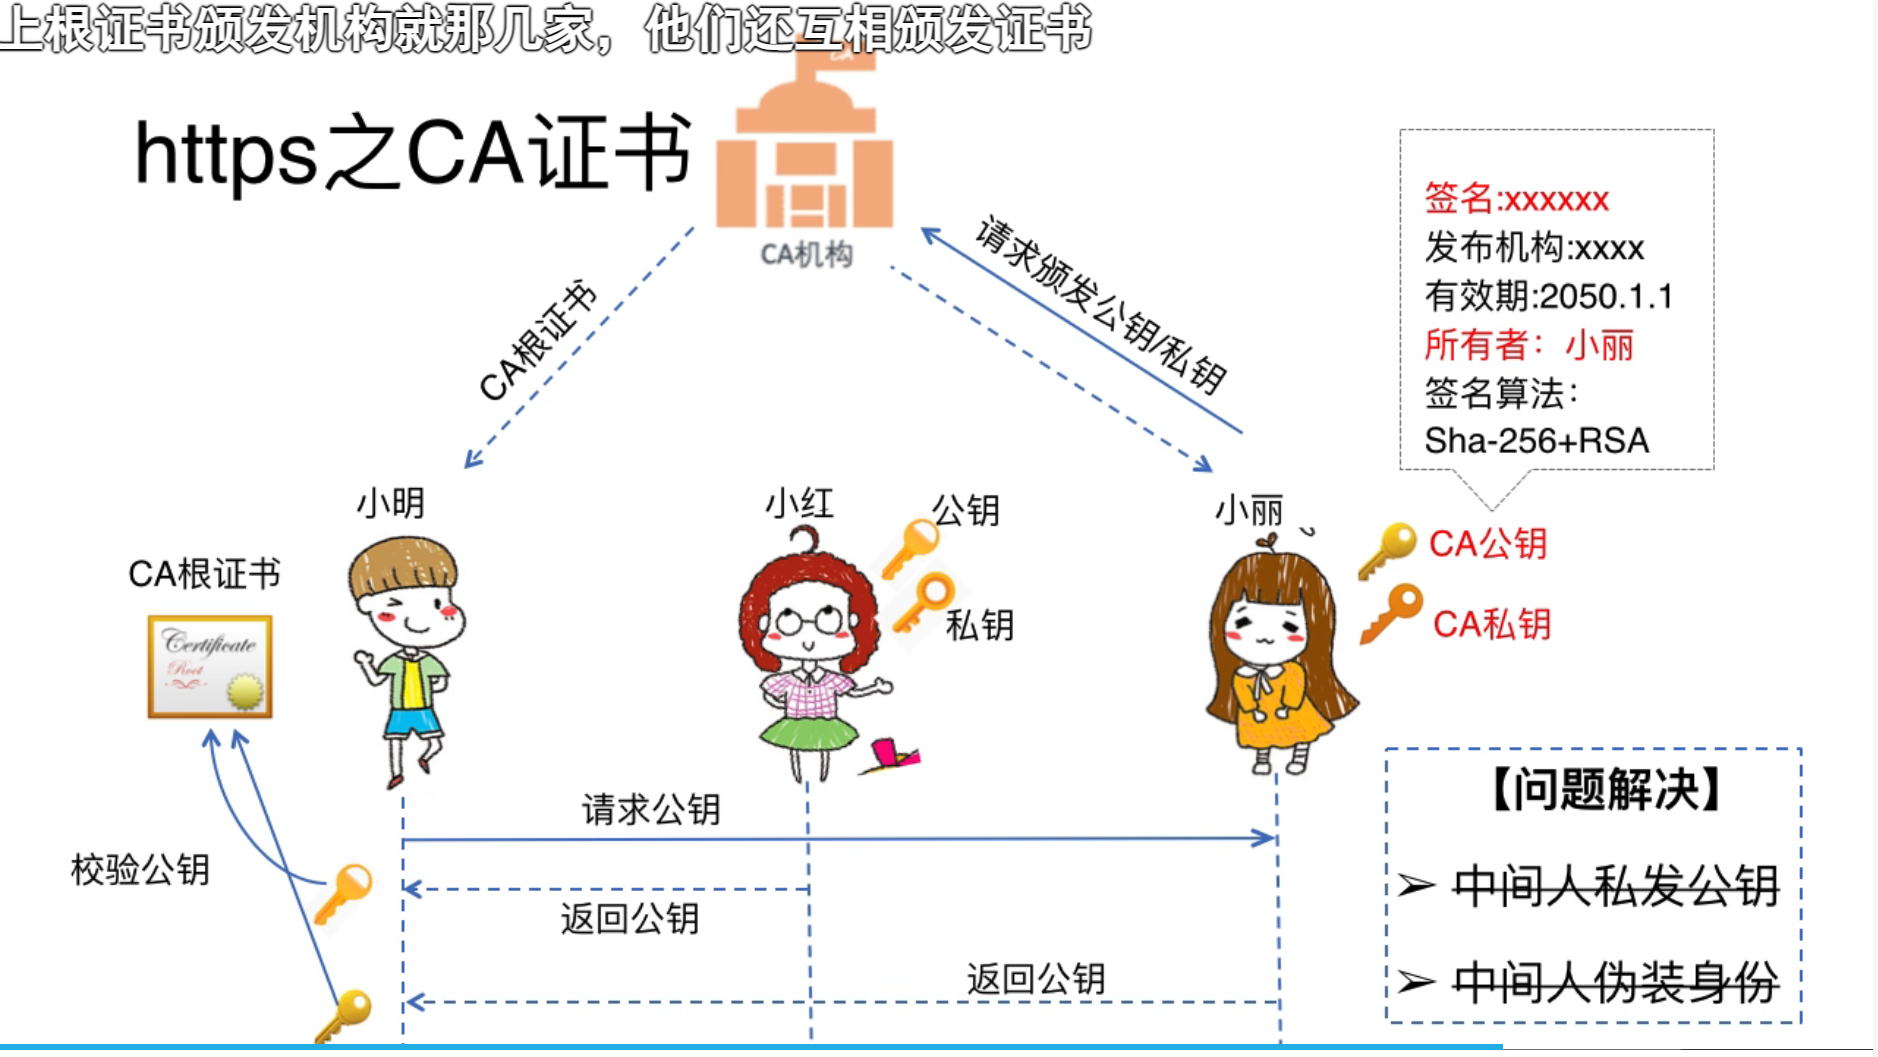 上根证书颁发机构就那几家，他们还互相颁发证书
CA
https之CA证书
CA机构
请求颁发公钥/私钥
CA根证书
签名:xxxxxx
发布机构:xxxx
有效期:2050.1.1
所有者：小丽
签名算法：
Sha-256+RSA
小明
小红
公钥
私钥
小丽
CA公钥
CA私钥
CA根证书
Certificate
Root
请求公钥
校验公钥
返回公钥
返回公钥
【问题解决】
➢ 中间人私发公钥
➢ 中间人伪装身份